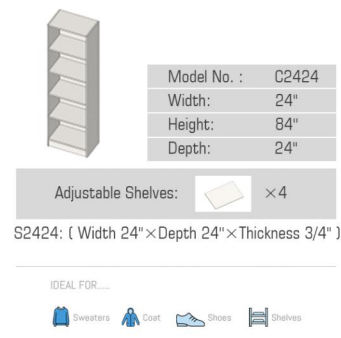 Model No. : C2424
Width: 24"
Height: 84"
Depth: 24"
Adjustable Shelves: ×4
S2424: ( Width 24"×Depth 24"×Thickness 3/4" )
IDEAL FOR......
Sweaters Coat Shoes Shelves